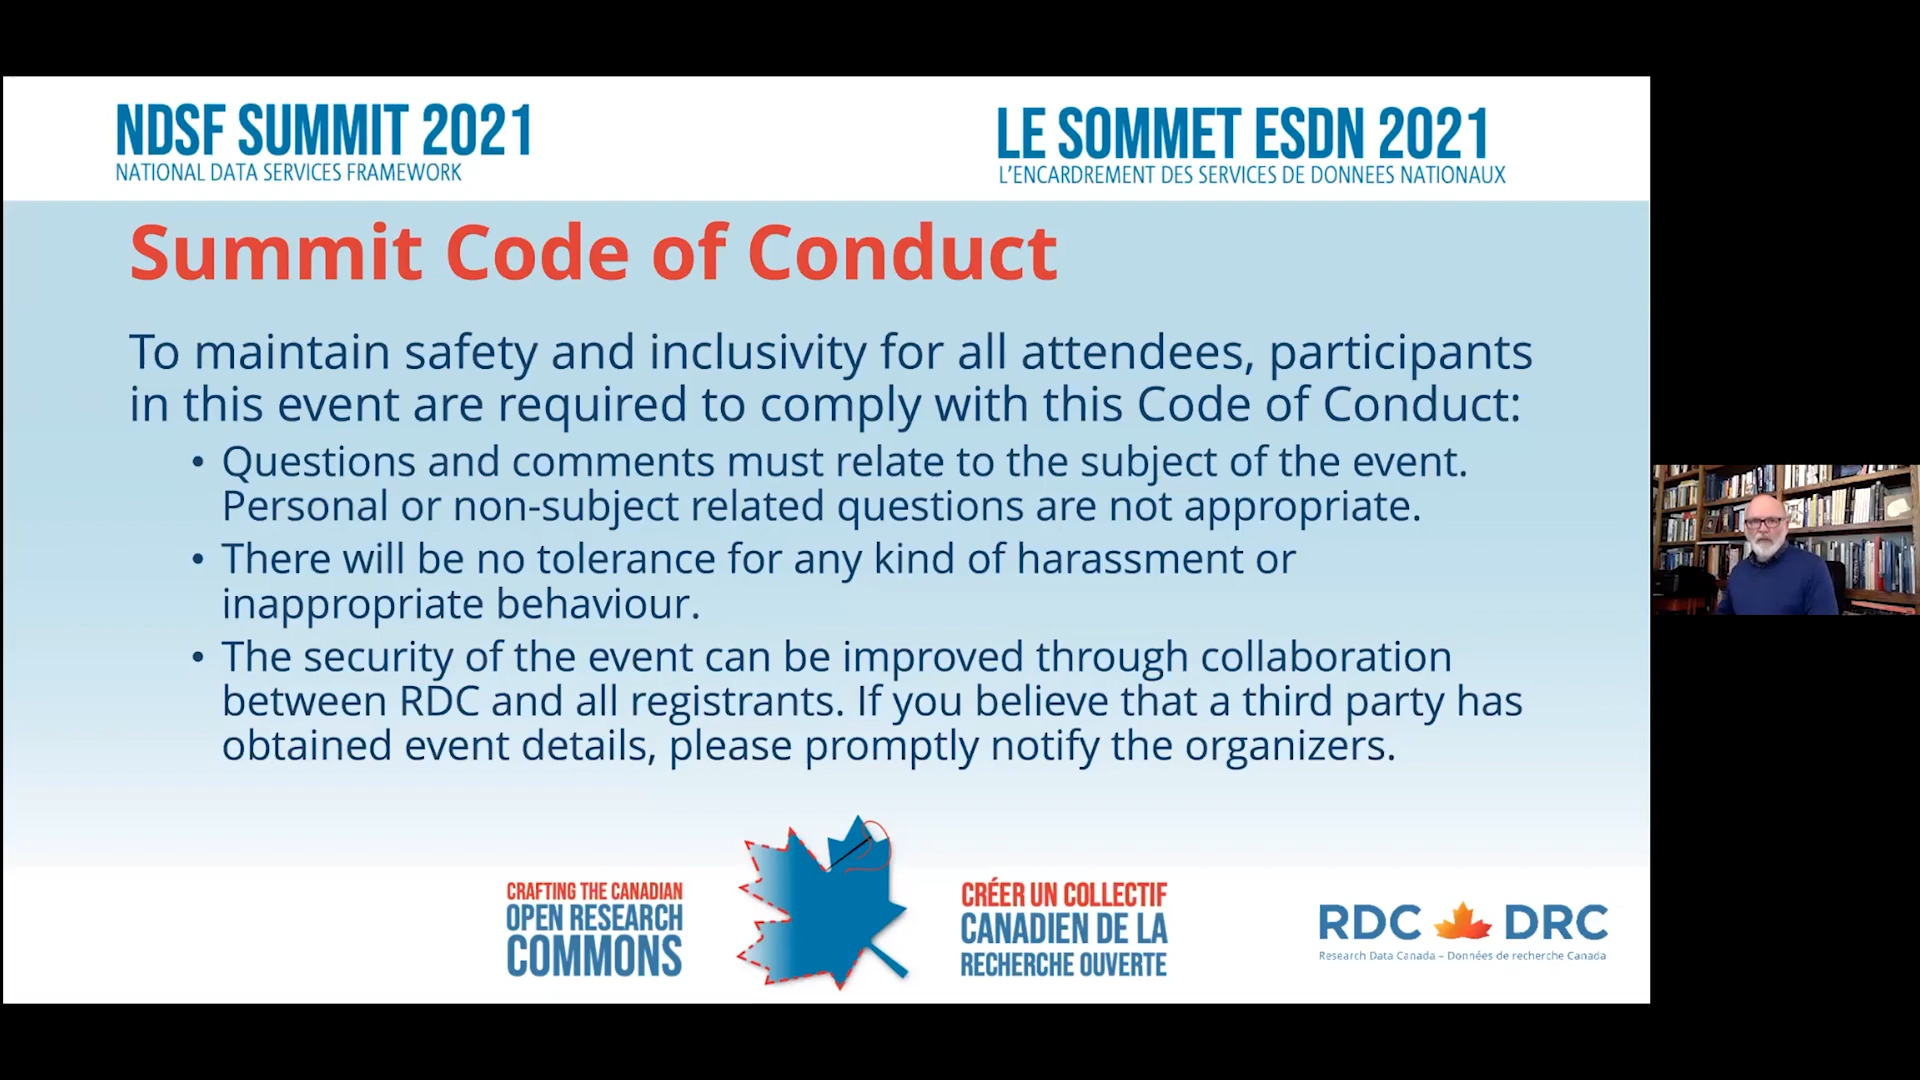 NDSF SUMMIT 2021
NATIONAL DATA SERVICES FRAMEWORK
LE SOMMET ESDN 2021
L'ENCARDREMENT DES SERVICES DE DONNEES NATIONAUX
Summit Code of Conduct
To maintain safety and inclusivity for all attendees, participants
in this event are required to comply with this Code of Conduct:
• Questions and comments must relate to the subject of the event.
Personal or non-subject related questions are not appropriate.
• There will be no tolerance for any kind of harassment or
inappropriate behaviour.
• The security of the event can be improved through collaboration
between RDC and all registrants. If you believe that a third party has
obtained event details, please promptly notify the organizers.
CRAFTING THE CANADIAN
OPEN RESEARCH
COMMONS
CRÉER UN COLLECTIF
CANADIEN DE LA
RECHERCHE OUVERTE
RDC DRC
Research Data Canada – Données de recherche Canada